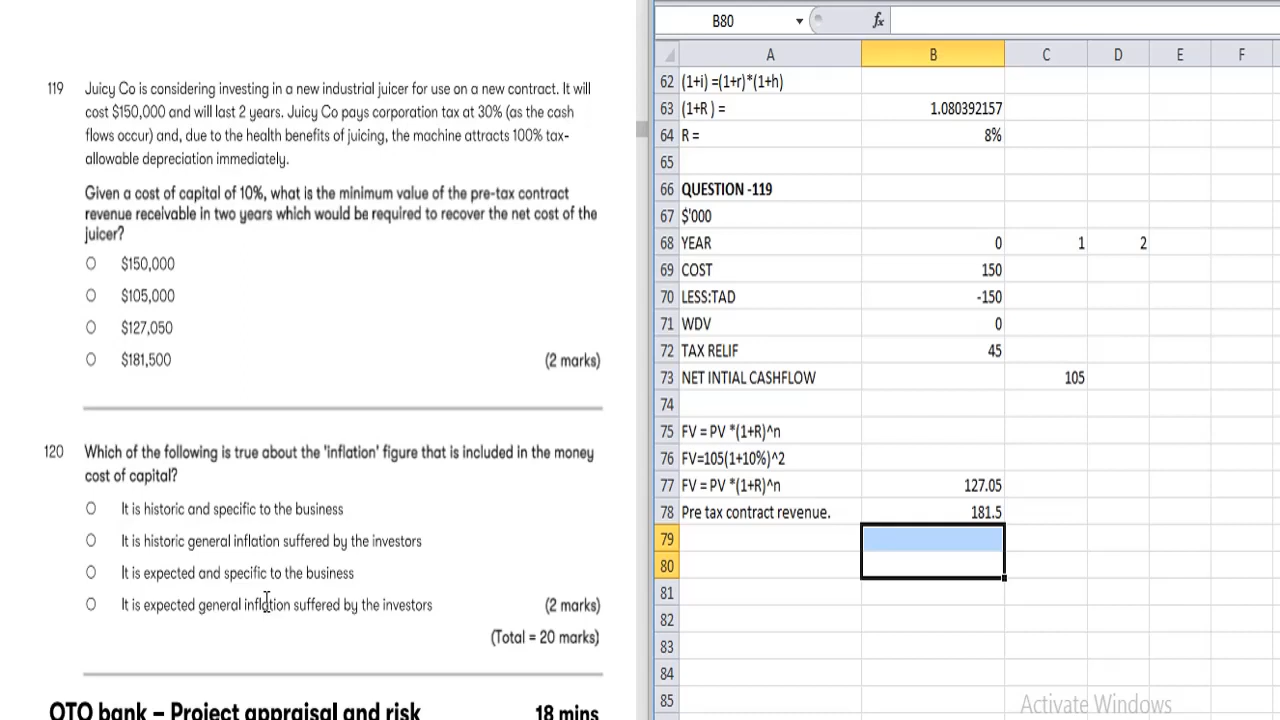 119 Juicy Co is considering investing in a new industrial juicer for use on a new contract. It will
cost $150,000 and will last 2 years. Juicy Co pays corporation tax at 30% (as the cash
flows occur) and, due to the health benefits of juicing, the machine attracts 100% tax-
allowable depreciation immediately.
Given a cost of capital of 10%, what is the minimum value of the pre-tax contract
revenue receivable in two years which would be required to recover the net cost of the
juicer?
O $150,000
O $105,000
O $127,050
O $181,500 (2 marks)
120 Which of the following is true about the 'inflation' figure that is included in the money
cost of capital?
O It is historic and specific to the business
O It is historic general inflation suffered by the investors
O It is expected and specific to the business
O It is expected general inflation suffered by the investors (2 marks)
(Total = 20 marks)
OTO bank – Project appraisal and risk 18 mins
B80 fx
A B C D E F
62 (1+i) =(1+r)*(1+h)
63 (1+R ) = 1.080392157
64 R = 8%
65
66 QUESTION -119
67 $'000
68 YEAR 0 1 2
69 COST 150
70 LESS:TAD -150
71 WDV 0
72 TAX RELIF 45
73 NET INTIAL CASHFLOW 105
74
75 FV = PV *(1+R)^n
76 FV=105(1+10%)^2
77 FV = PV *(1+R)^n 127.05
78 Pre tax contract revenue. 181.5
79
80
81
82
83
84
85
Activate Windows